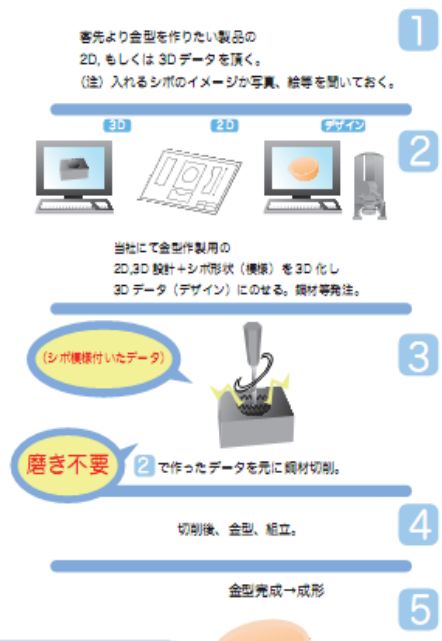 1
客先より金型を作りたい製品の
2D, もしくは 3D データを頂く。
（注）入れるシボのイメージか写真、絵等を聞いておく。
3D
2D
デザイン
2
当社にて金型作製用の
2D,3D 設計＋シボ形状（模様）を 3D 化し
3D データ（デザイン）にのせる。鋼材等発注。
3
(シボ模様付いたデータ)
磨き不要
2 で作ったデータを元に鋼材切削。
4
切削後、金型、組立。
金型完成→成形
5